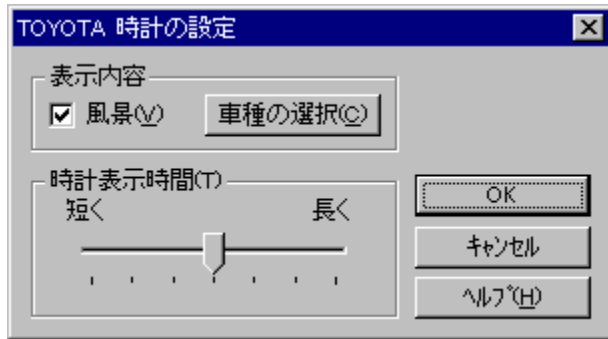 TOYOTA 時計の設定
表示内容
風景(V) 車種の選択(C)
時計表示時間(T)
短く 長く
OK
ｷｬﾝｾﾙ
ﾍﾙﾌﾟ(H)